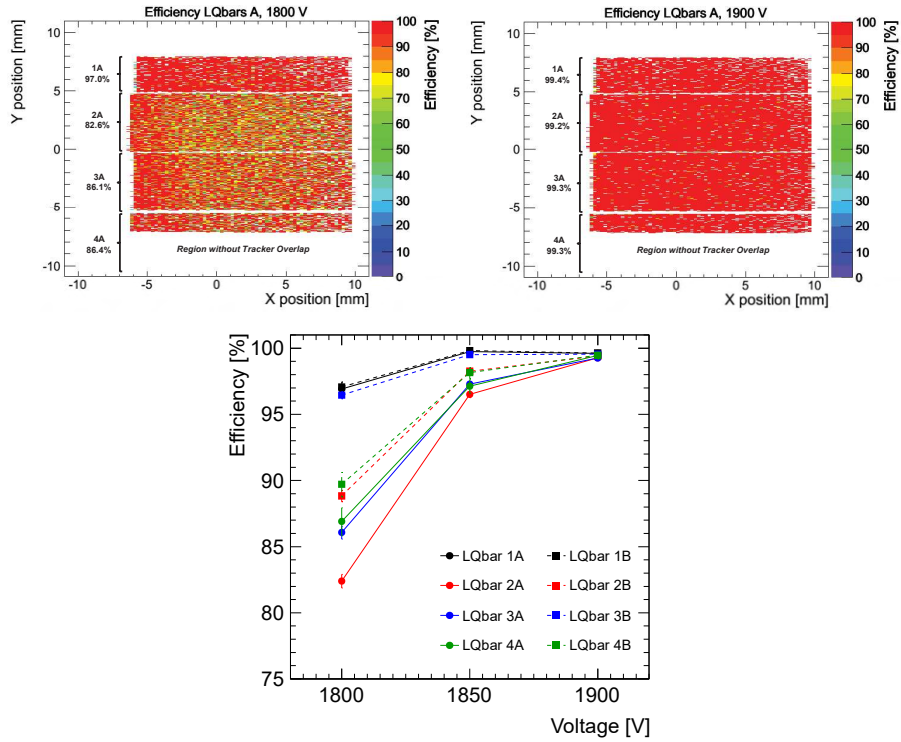 Efficiency LQbars A, 1800 V
Y position [mm]
10
5
0
-5
-10
1A
97.0%
2A
82.6%
3A
86.1%
4A
86.4%
Region without Tracker Overlap
-10
-5
0
5
10
X position [mm]
100
90
80
70
60
50
40
30
20
10
0
Efficiency [%]
Efficiency LQbars A, 1900 V
Y position [mm]
10
5
0
-5
-10
1A
99.4%
2A
99.2%
3A
99.3%
4A
99.3%
Region without Tracker Overlap
-10
-5
0
5
10
X position [mm]
100
90
80
70
60
50
40
30
20
10
0
Efficiency [%]
Efficiency [%]
100
95
90
85
80
75
LQbar 1A
LQbar 1B
LQbar 2A
LQbar 2B
LQbar 3A
LQbar 3B
LQbar 4A
LQbar 4B
1800
1850
1900
Voltage [V]